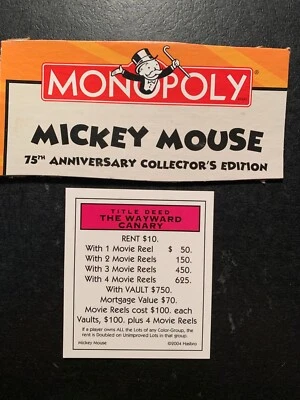 MONOPOLY
MICKEY MOUSE
75TH ANNIVERSARY COLLECTOR'S EDITION
TITLE DEED
THE WAYWARD
CANARY
RENT $10.
With 1 Movie Reel $ 50.
With 2 Movie Reels 150.
With 3 Movie Reels 450.
With 4 Movie Reels 625.
With VAULT $750.
Mortgage Value $70.
Movie Reels cost $100. each
Vaults, $100. plus 4 Movie Reels
If a player owns ALL the Lots of any Color-Group, the
rent is Doubled on Unimproved Lots in that group.
Mickey Mouse ©2004 Hasbro